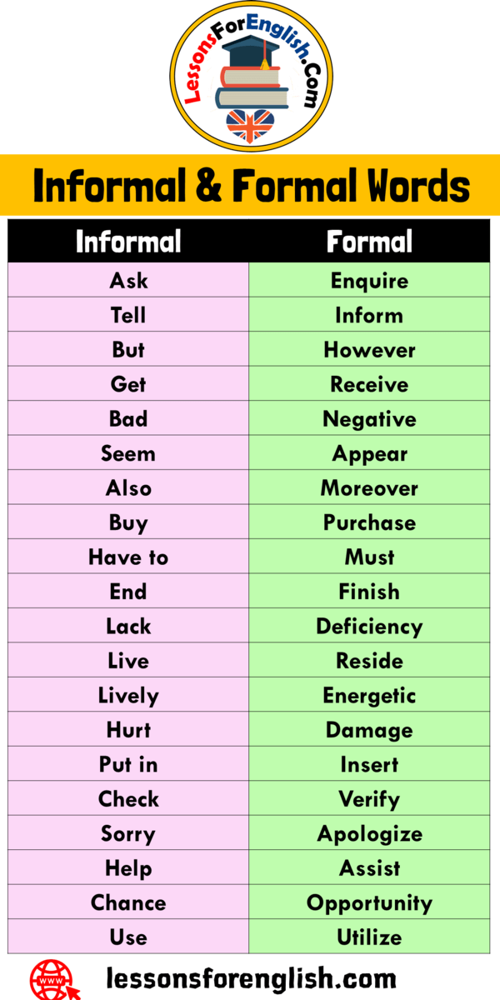 LessonsForEnglish.Com
Informal & Formal Words
Informal Formal
Ask Enquire
Tell Inform
But However
Get Receive
Bad Negative
Seem Appear
Also Moreover
Buy Purchase
Have to Must
End Finish
Lack Deficiency
Live Reside
Lively Energetic
Hurt Damage
Put in Insert
Check Verify
Sorry Apologize
Help Assist
Chance Opportunity
Use Utilize
WWW lessonsforenglish.com